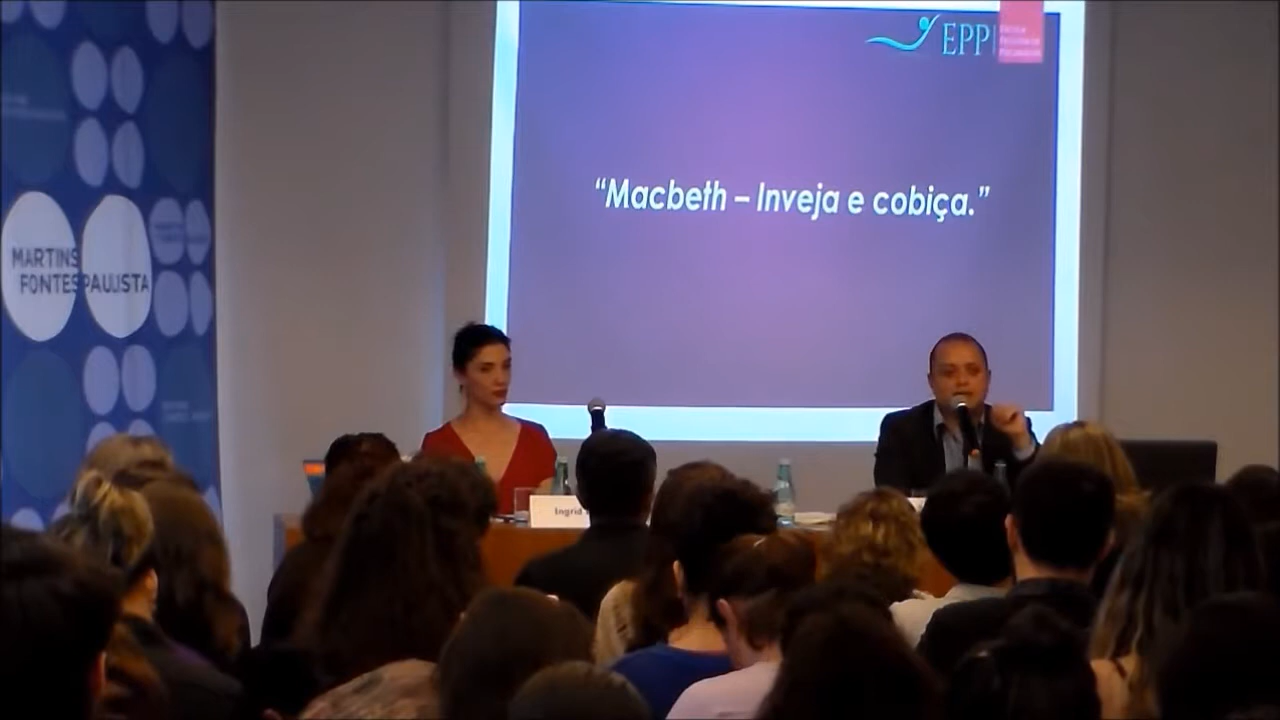 EPP
“Macbeth – Inveja e cobiça.”
MARTINS
FONTES
PAULISTA
Ingrid